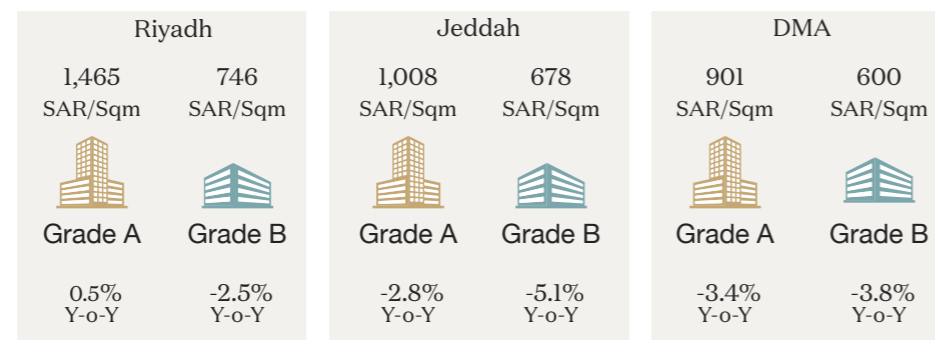 Riyadh
1,465 746
SAR/Sqm SAR/Sqm
Grade A Grade B
0.5% -2.5%
Y-o-Y Y-o-Y
Jeddah
1,008 678
SAR/Sqm SAR/Sqm
Grade A Grade B
-2.8% -5.1%
Y-o-Y Y-o-Y
DMA
901 600
SAR/Sqm SAR/Sqm
Grade A Grade B
-3.4% -3.8%
Y-o-Y Y-o-Y